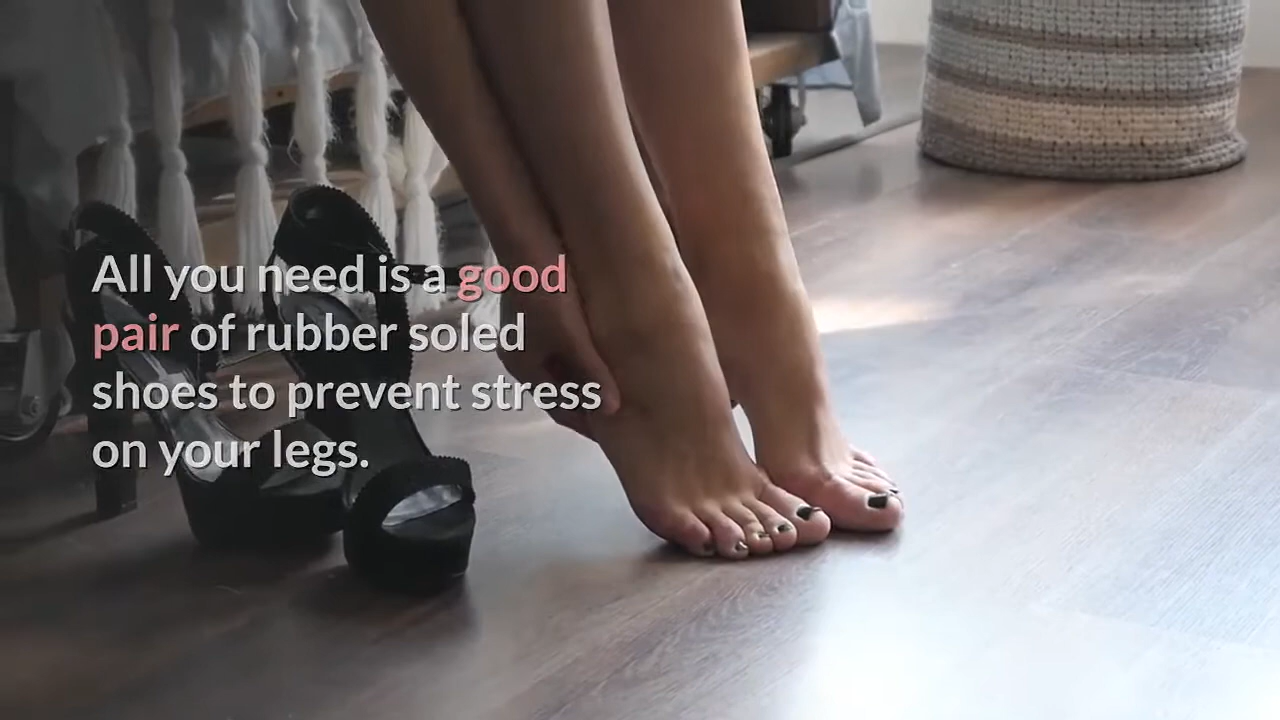 All you need is a good
pair of rubber soled
shoes to prevent stress
on your legs.